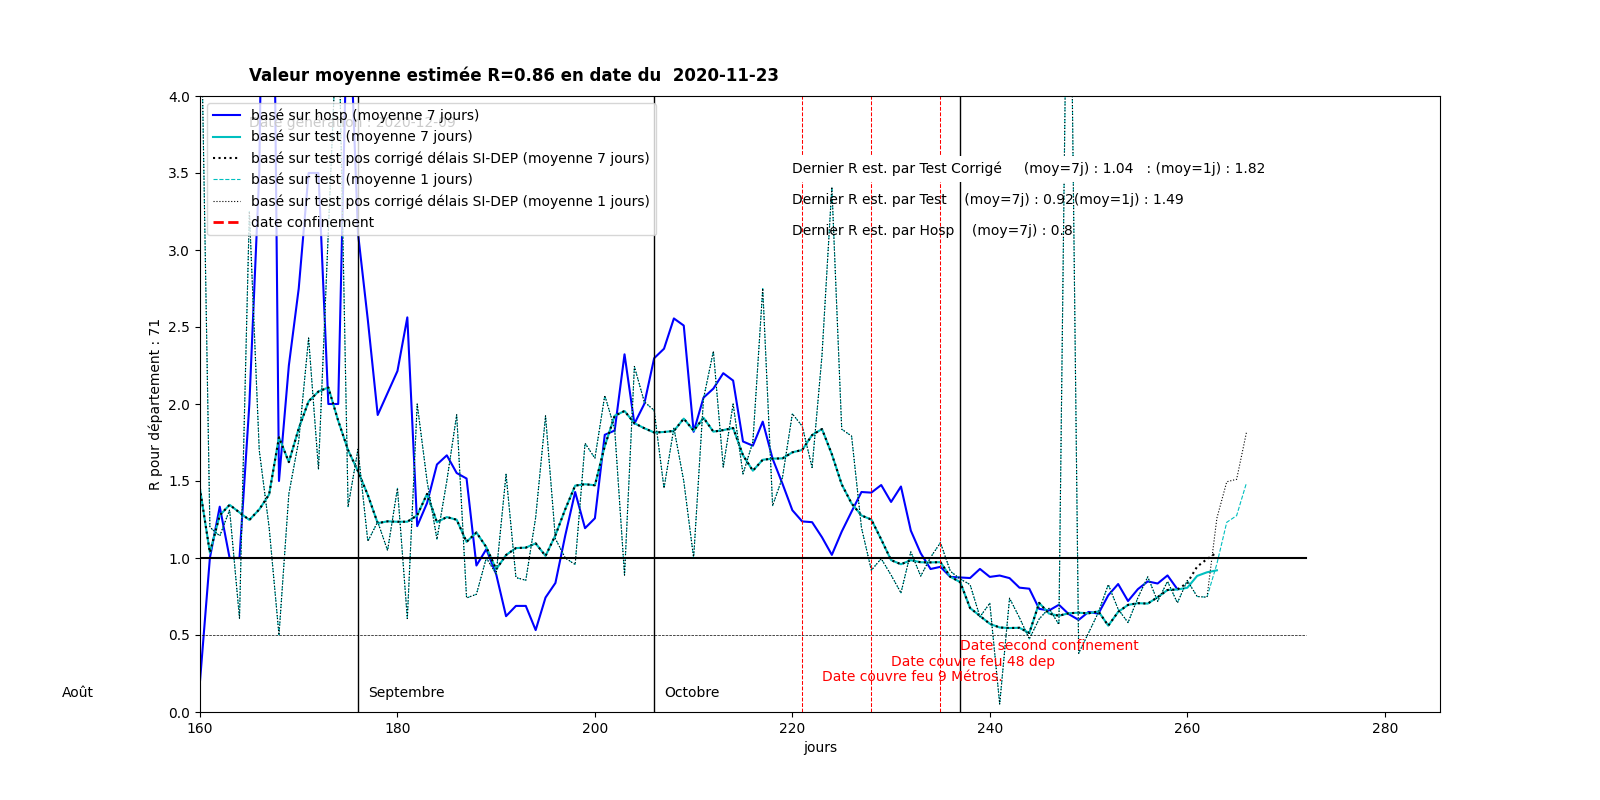 Valeur moyenne estimée R=0.86 en date du  2020-11-23
Date generation : 2020-12-09
basé sur hosp (moyenne 7 jours)
basé sur test (moyenne 7 jours)
basé sur test pos corrigé délais SI-DEP (moyenne 7 jours)
basé sur test (moyenne 1 jours)
basé sur test pos corrigé délais SI-DEP (moyenne 1 jours)
date confinement
Dernier R est. par Test Corrigé     (moy=7j) : 1.04   : (moy=1j) : 1.82
Dernier R est. par Test    (moy=7j) : 0.92(moy=1j) : 1.49
Dernier R est. par Hosp    (moy=7j) : 0.8
R pour département : 71
4.0
3.5
3.0
2.5
2.0
1.5
1.0
0.5
0.0
Date second confinement
Date couvre feu 48 dep
Date couvre feu 9 Métros.
Août
Septembre
Octobre
160
180
200
220
240
260
280
jours